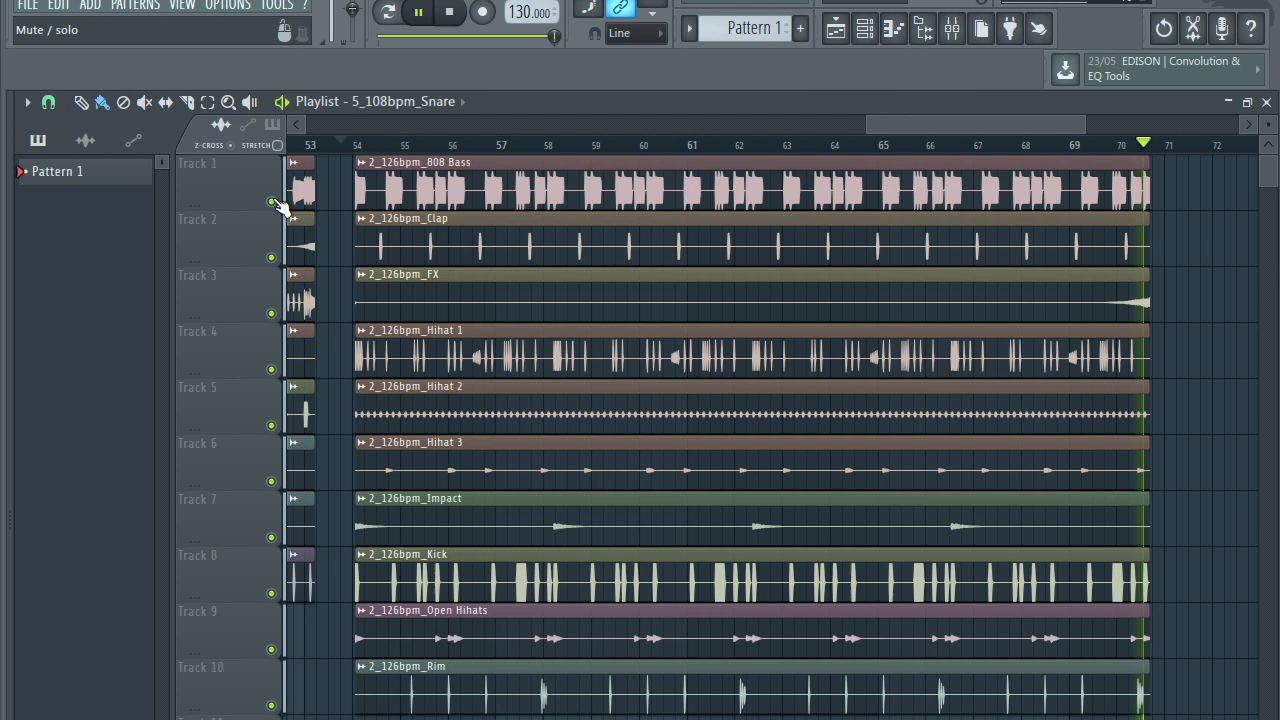 FILE EDIT ADD PATTERNS VIEW OPTIONS TOOLS ?
Mute / solo
130.000
Line
Pattern 1
23/05 EDISON | Convolution &
EQ Tools
Playlist - 5_108bpm_Snare
Z-CROSS STRETCH
53 54 55 56 57 58 59 60 61 62 63 64 65 66 67 68 69 70 71 72
Pattern 1
Track 1
2_126bpm_808 Bass
Track 2
2_126bpm_Clap
Track 3
2_126bpm_FX
Track 4
2_126bpm_Hihat 1
Track 5
2_126bpm_Hihat 2
Track 6
2_126bpm_Hihat 3
Track 7
2_126bpm_Impact
Track 8
2_126bpm_Kick
Track 9
2_126bpm_Open Hihats
Track 10
2_126bpm_Rim